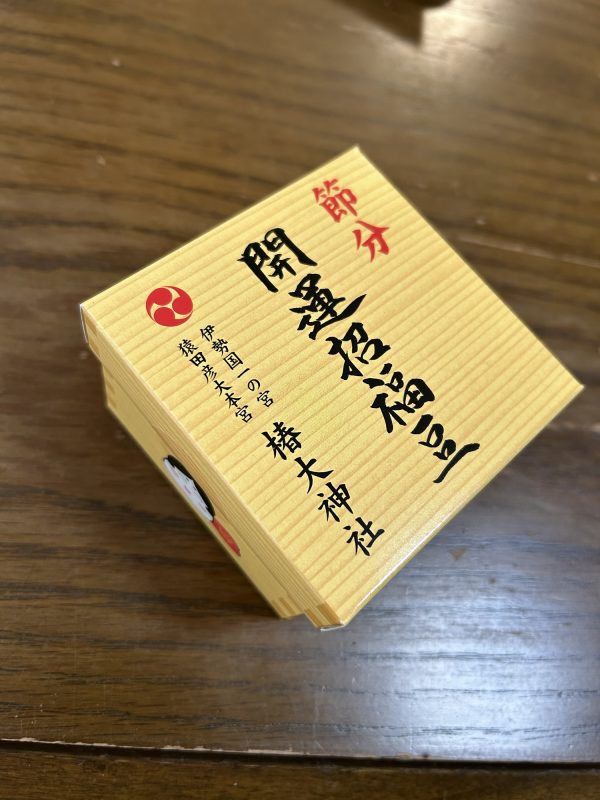 節分
開運招福豆
伊勢国一の宮
猿田彦大本宮
椿大神社